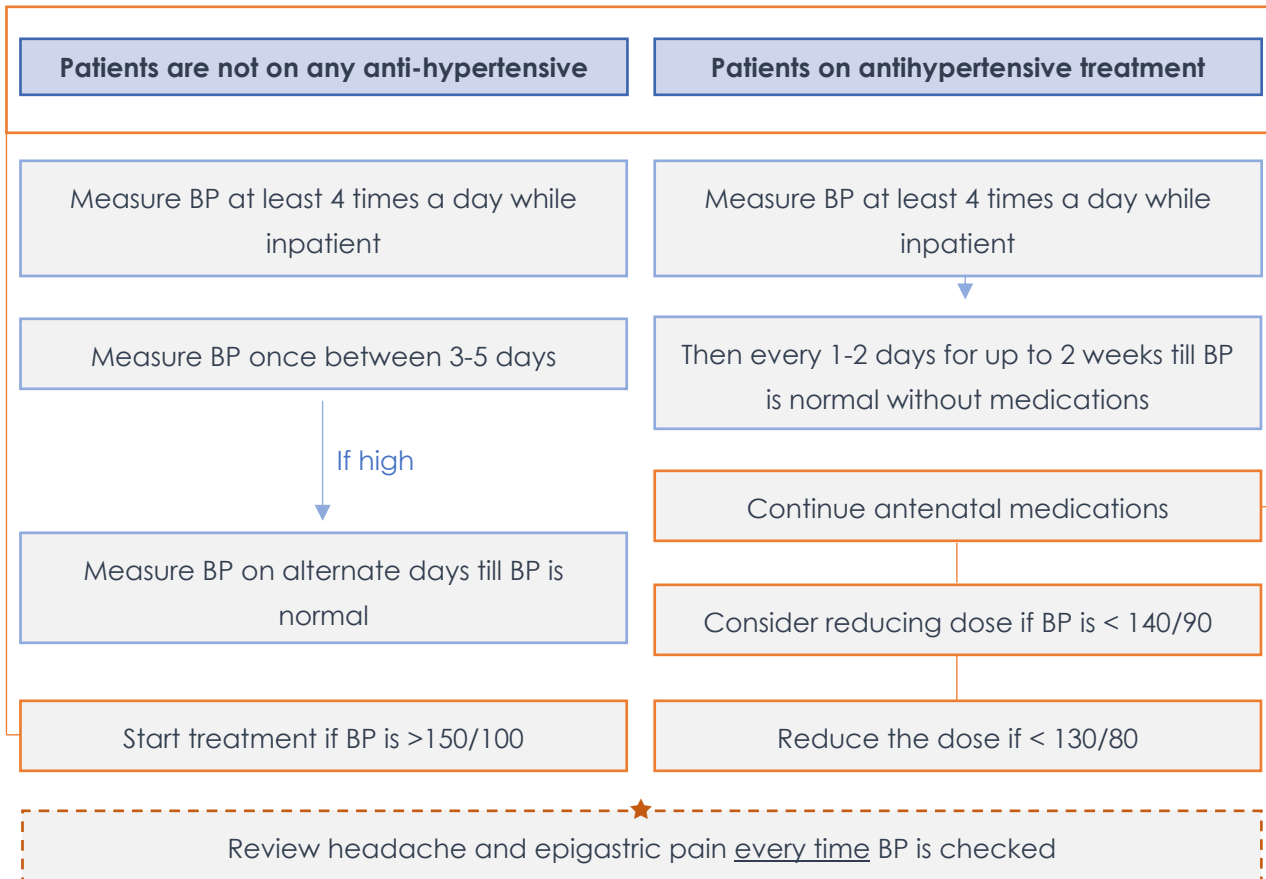 Patients are not on any anti-hypertensive
Patients on antihypertensive treatment
Measure BP at least 4 times a day while
inpatient
Measure BP at least 4 times a day while
inpatient
Measure BP once between 3-5 days
Then every 1-2 days for up to 2 weeks till BP
is normal without medications
If high
Continue antenatal medications
Measure BP on alternate days till BP is
normal
Consider reducing dose if BP is < 140/90
Start treatment if BP is >150/100
Reduce the dose if < 130/80
Review headache and epigastric pain every time BP is checked